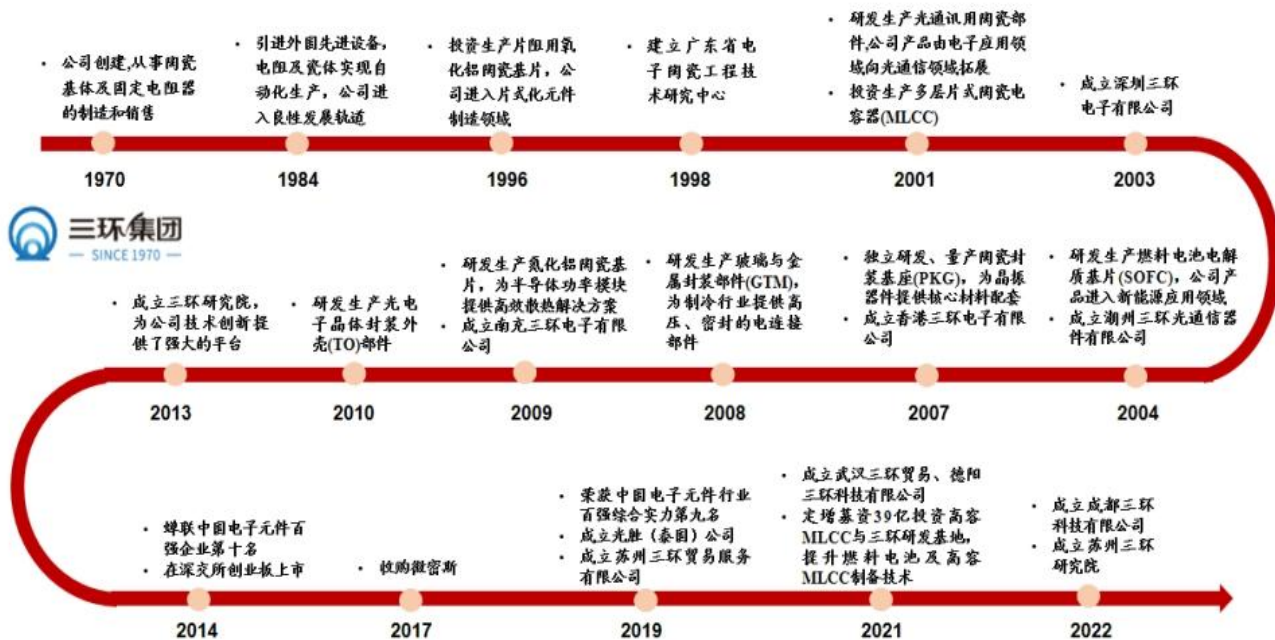 • 公司创建,从事陶瓷
基体及固定电阻器
的制造和销售
1970
• 引进外国先进设备，
电阻及瓷体实现自
动化生产，公司进
入良性发展轨道
1984
• 投资生产片阻用氧
化铝陶瓷基片，公
司进入片式化元件
制造领域
1996
• 建立广东省电
子陶瓷工程技
术研究中心
1998
• 研发生产光通讯用陶瓷部
件,公司产品由电子应用领
域向光通信领域拓展
• 投资生产多层片式陶瓷电
容器(MLCC)
2001
• 成立深圳三环
电子有限公司
2003
三环集团
— SINCE 1970 —
• 研发生产燃料电池电解
质基片(SOFC)，公司产
品进入新能源应用领域
• 成立潮州三环光通信器
件有限公司
2004
• 独立研发、量产陶瓷封
装基座(PKG)，为晶振
器件提供核心材料配套
• 成立香港三环电子有限
公司
2007
• 研发生产玻璃与金
属封装部件(GTM)，
为制冷行业提供高
压、密封的电连接
部件
2008
• 研发生产氮化铝陶瓷基
片，为半导体功率模块
提供高效散热解决方案
• 成立南充三环电子有限
公司
2009
• 研发生产光电
子晶体封装外
壳(TO)部件
2010
• 成立三环研究院，
为公司技术创新提
供了强大的平台
2013
• 蝉联中国电子元件百
强企业第十名
• 在深交所创业板上市
2014
• 收购微密斯
2017
• 荣获中国电子元件行业
百强综合实力第九名
• 成立光胜（泰国）公司
• 成立苏州三环贸易服务
有限公司
2019
• 成立武汉三环贸易、德阳
三环科技有限公司
• 定增募资39亿投资高容
MLCC与三环研发基地，
提升燃料电池及高容
MLCC制备技术
2021
• 成立成都三环
科技有限公司
• 成立苏州三环
研究院
2022